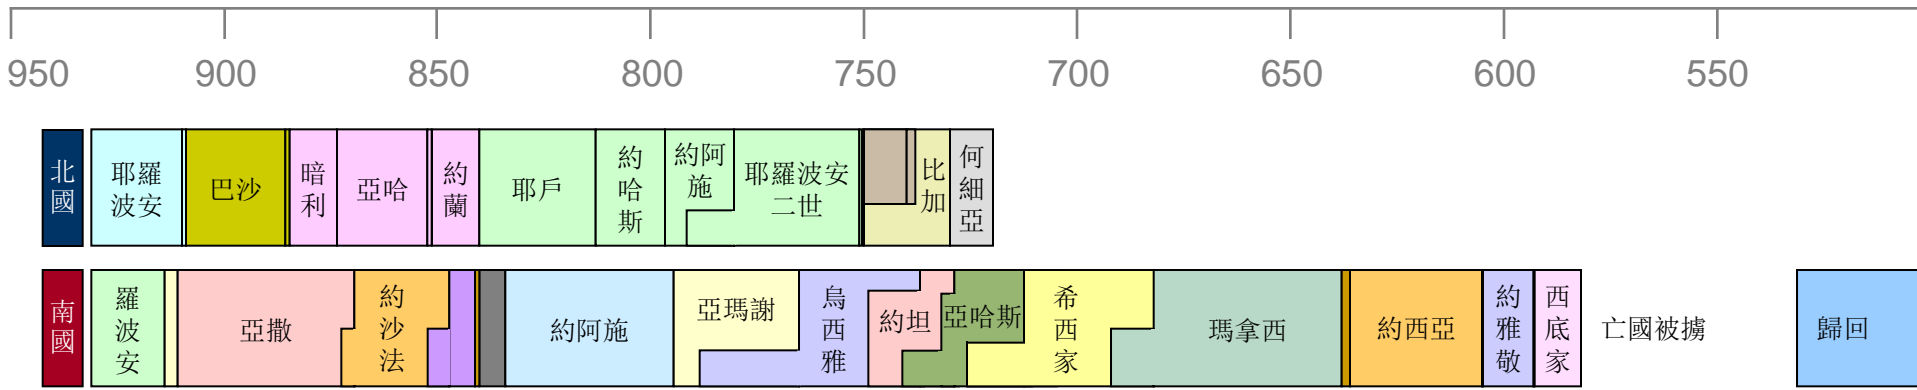 950 900 850 800 750 700 650 600 550
北
國
耶羅
波安
巴沙
暗
利
亞哈
約
蘭
耶戶
約
哈
斯
約阿
施
耶羅波安
二世
比
加
何
細
亞
南
國
羅
波
安
亞撒
約
沙
法
約阿施
亞瑪謝
烏
西
雅
約坦
亞哈斯
希
西
家
瑪拿西
約西亞
約
雅
敬
西
底
家
亡國被擄
歸回